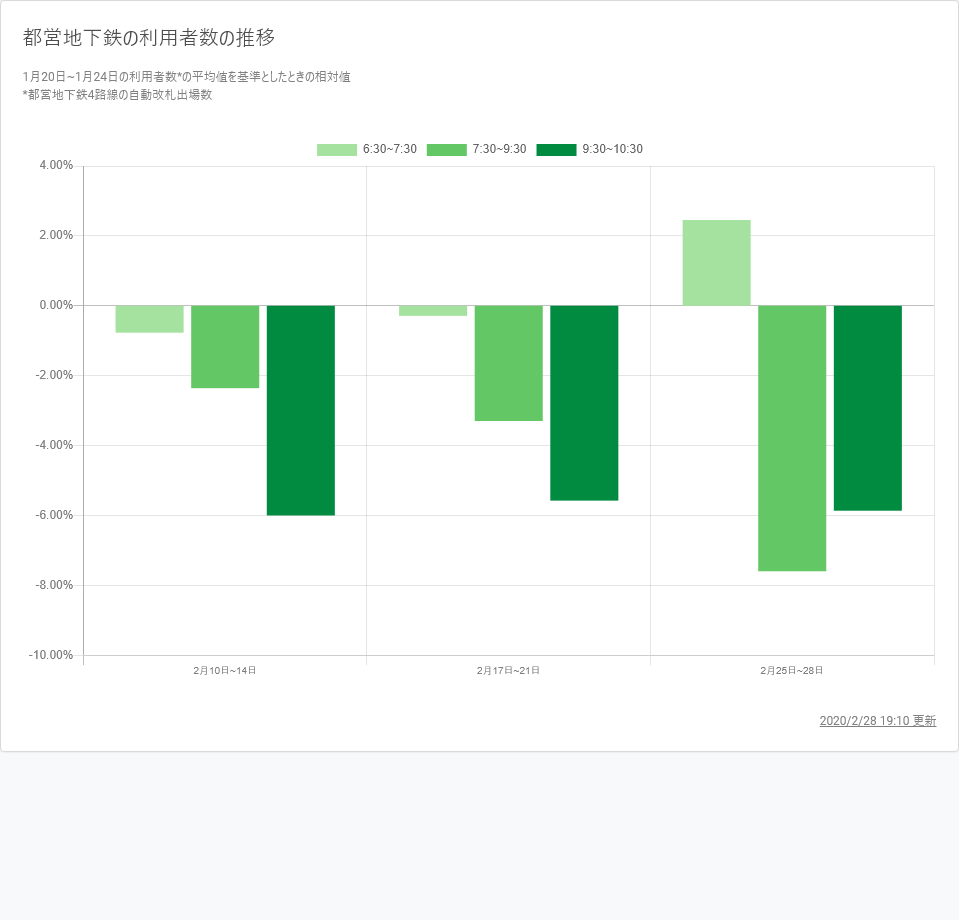 都営地下鉄の利用者数の推移
1月20日~1月24日の利用者数*の平均値を基準としたときの相対値
*都営地下鉄4路線の自動改札出場数
6:30~7:30 7:30~9:30 9:30~10:30
4.00%
2.00%
0.00%
-2.00%
-4.00%
-6.00%
-8.00%
-10.00%
2月10日~14日 2月17日~21日 2月25日~28日
2020/2/28 19:10 更新